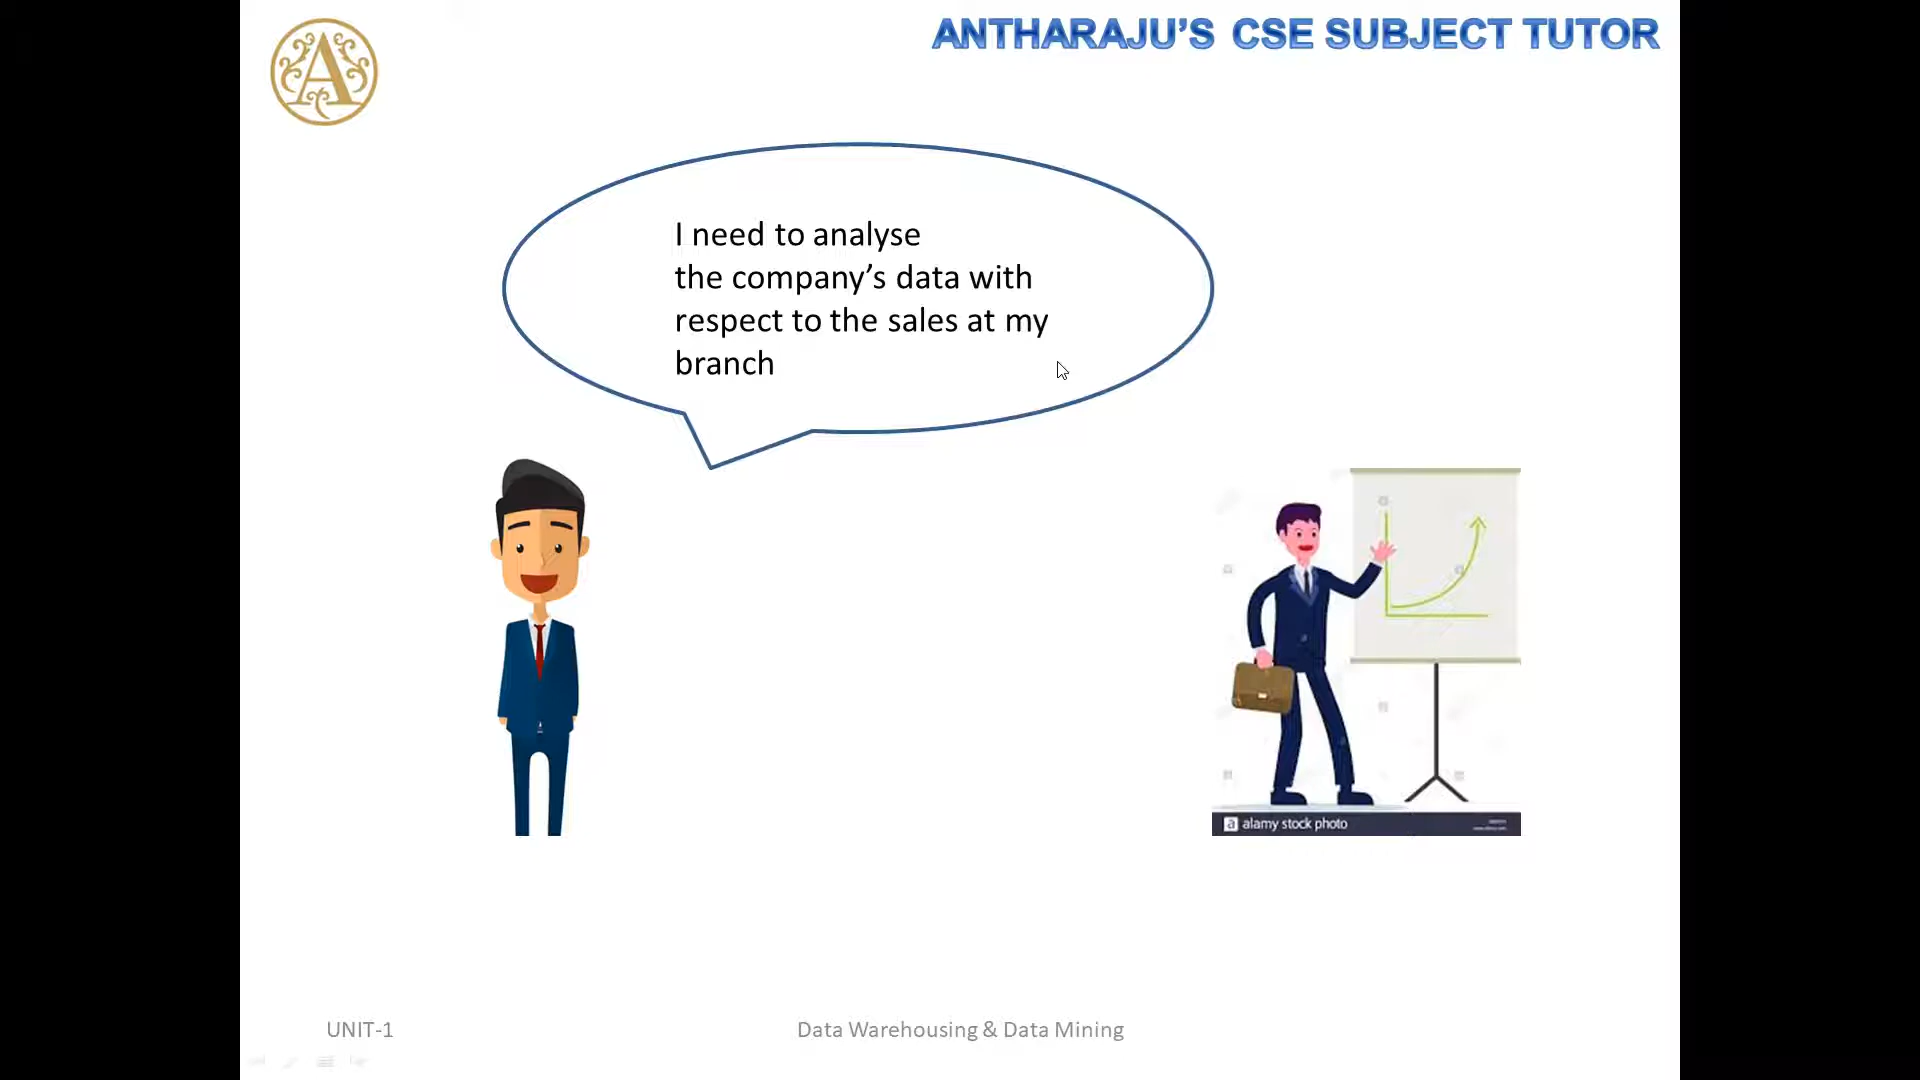 ANTHARAJU’S CSE SUBJECT TUTOR
A
I need to analyse
the company’s data with
respect to the sales at my
branch
a alamy stock photo
UNIT-1
Data Warehousing & Data Mining